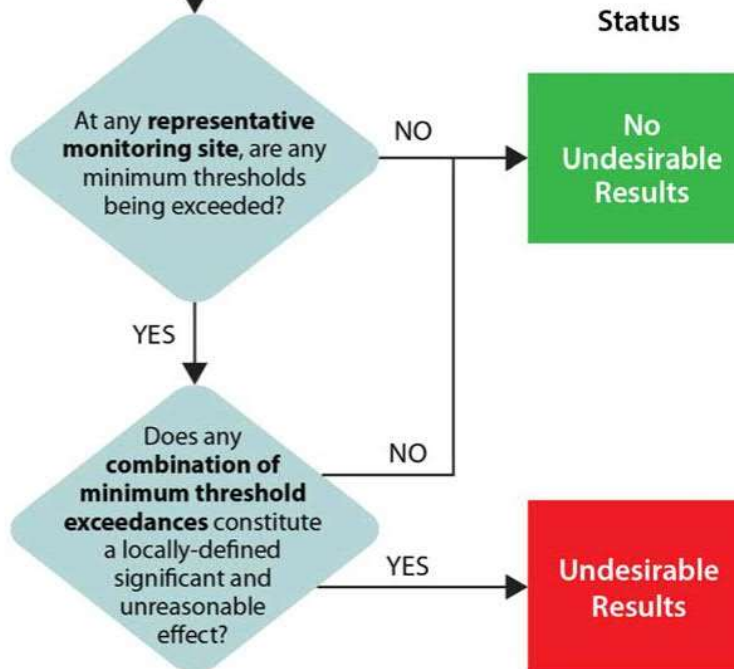 Status
At any representative
monitoring site, are any
minimum thresholds
being exceeded?
NO
No
Undesirable
Results
YES
Does any
combination of
minimum threshold
exceedances constitute
a locally-defined
significant and
unreasonable
effect?
NO
YES
Undesirable
Results